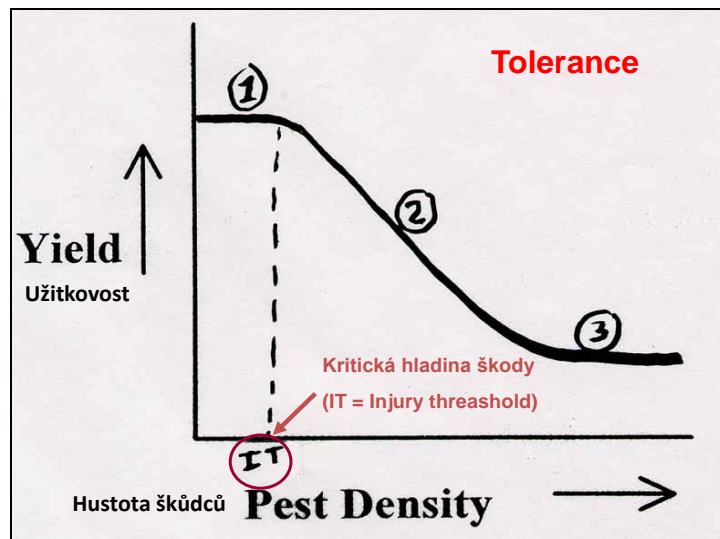 Tolerance
1
2
Yield
Užitkovost
3
Kritická hladina škody
(IT = Injury threashold)
IT
Hustota škůdců
Pest Density